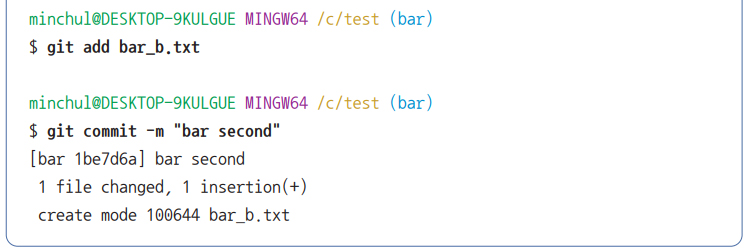 minchul@DESKTOP-9KULGUE MINGW64 /c/test (bar)
$ git add bar_b.txt
minchul@DESKTOP-9KULGUE MINGW64 /c/test (bar)
$ git commit -m "bar second"
[bar 1be7d6a] bar second
1 file changed, 1 insertion(+)
create mode 100644 bar_b.txt